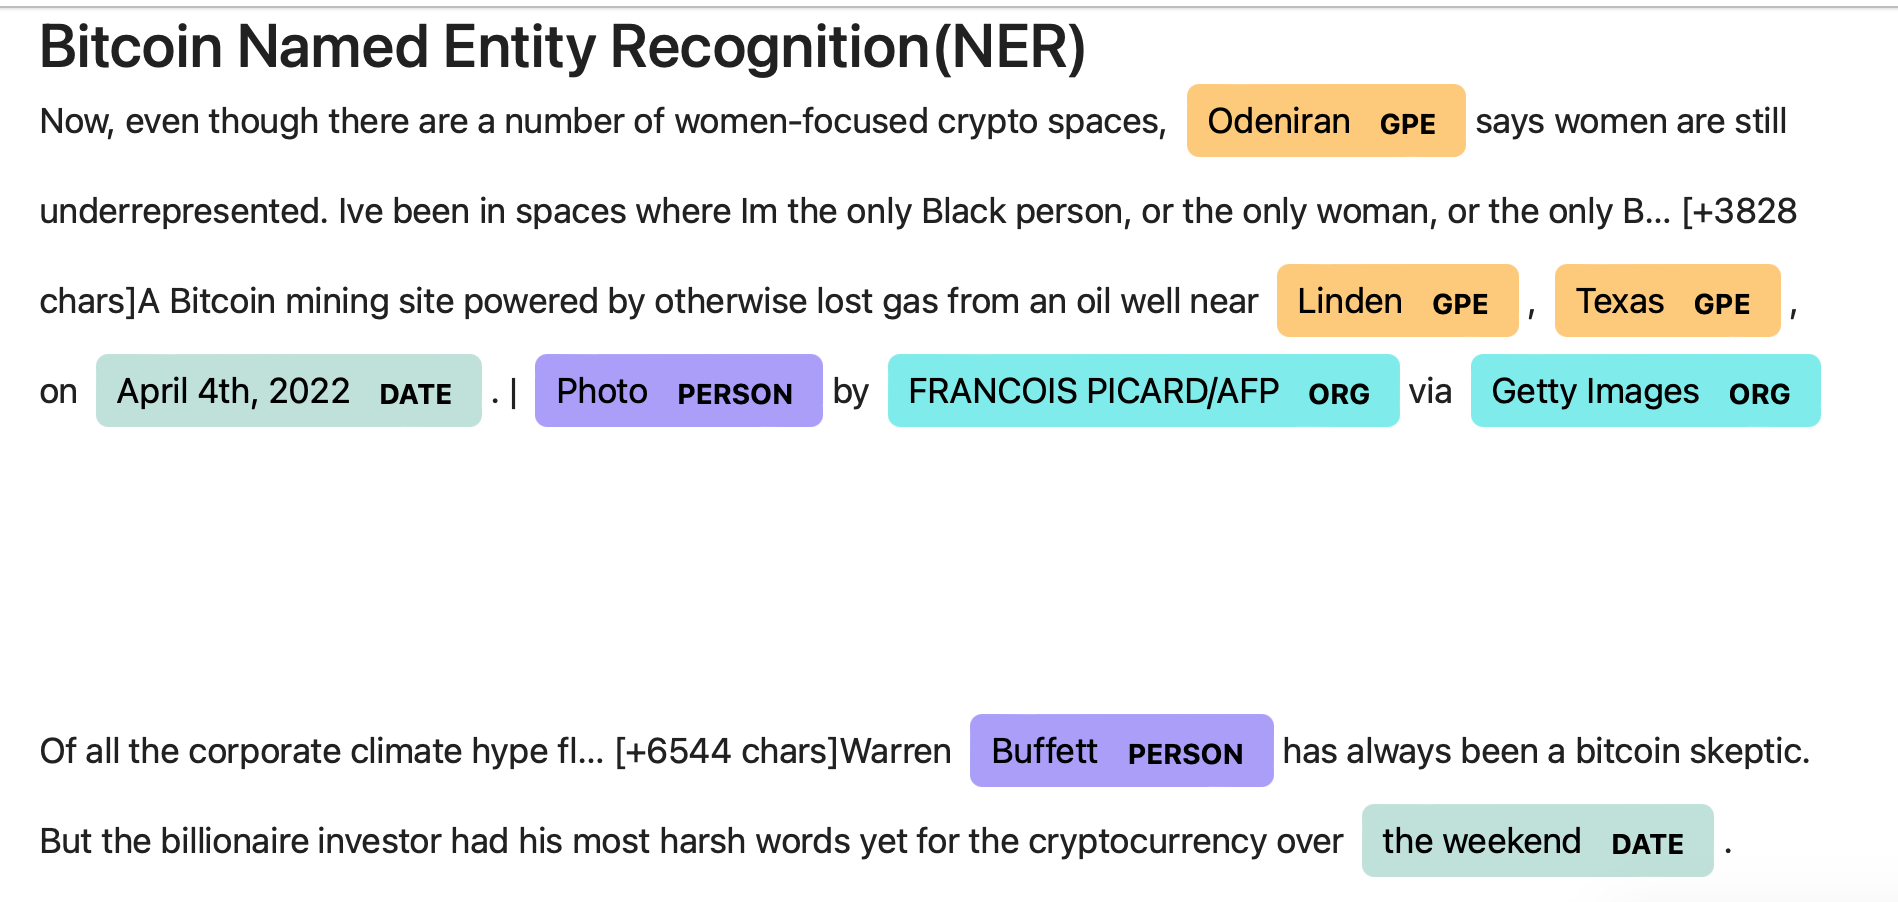 Bitcoin Named Entity Recognition(NER)
Now, even though there are a number of women-focused crypto spaces, Odeniran GPE says women are still
underrepresented. Ive been in spaces where Im the only Black person, or the only woman, or the only B... [+3828
chars]A Bitcoin mining site powered by otherwise lost gas from an oil well near Linden GPE , Texas GPE ,
on April 4th, 2022 DATE . | Photo PERSON by FRANCOIS PICARD/AFP ORG via Getty Images ORG
Of all the corporate climate hype fl... [+6544 chars]Warren Buffett PERSON has always been a bitcoin skeptic.
But the billionaire investor had his most harsh words yet for the cryptocurrency over the weekend DATE .